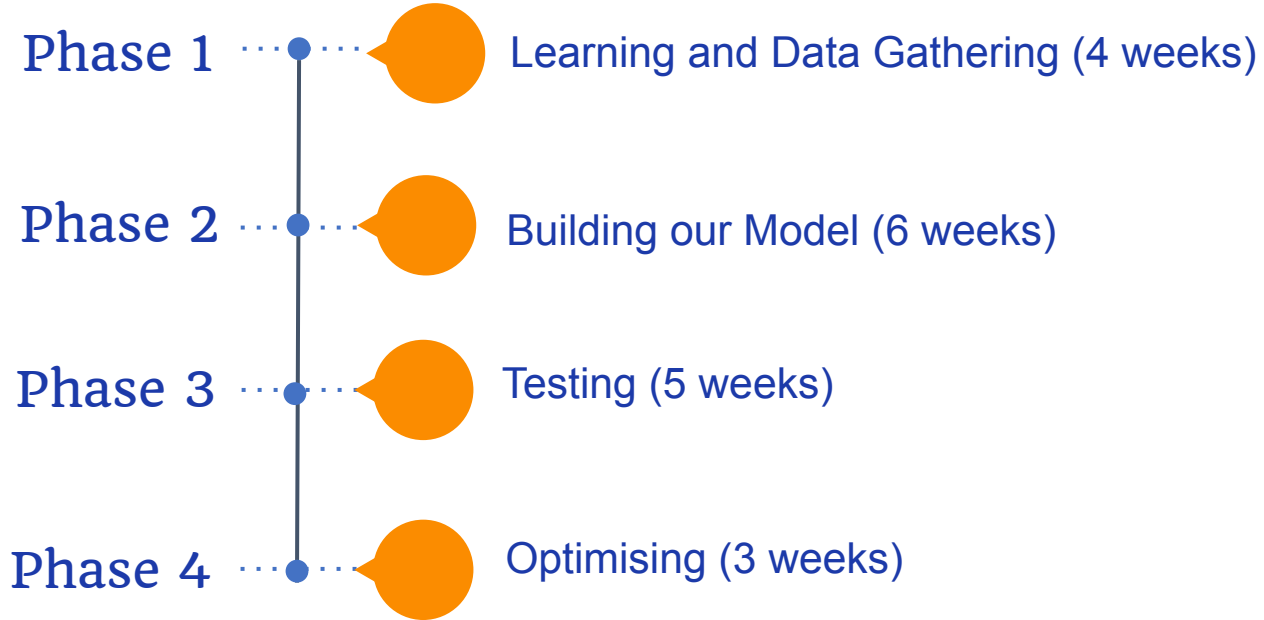 Phase 1 Learning and Data Gathering (4 weeks)
Phase 2 Building our Model (6 weeks)
Phase 3 Testing (5 weeks)
Phase 4 Optimising (3 weeks)